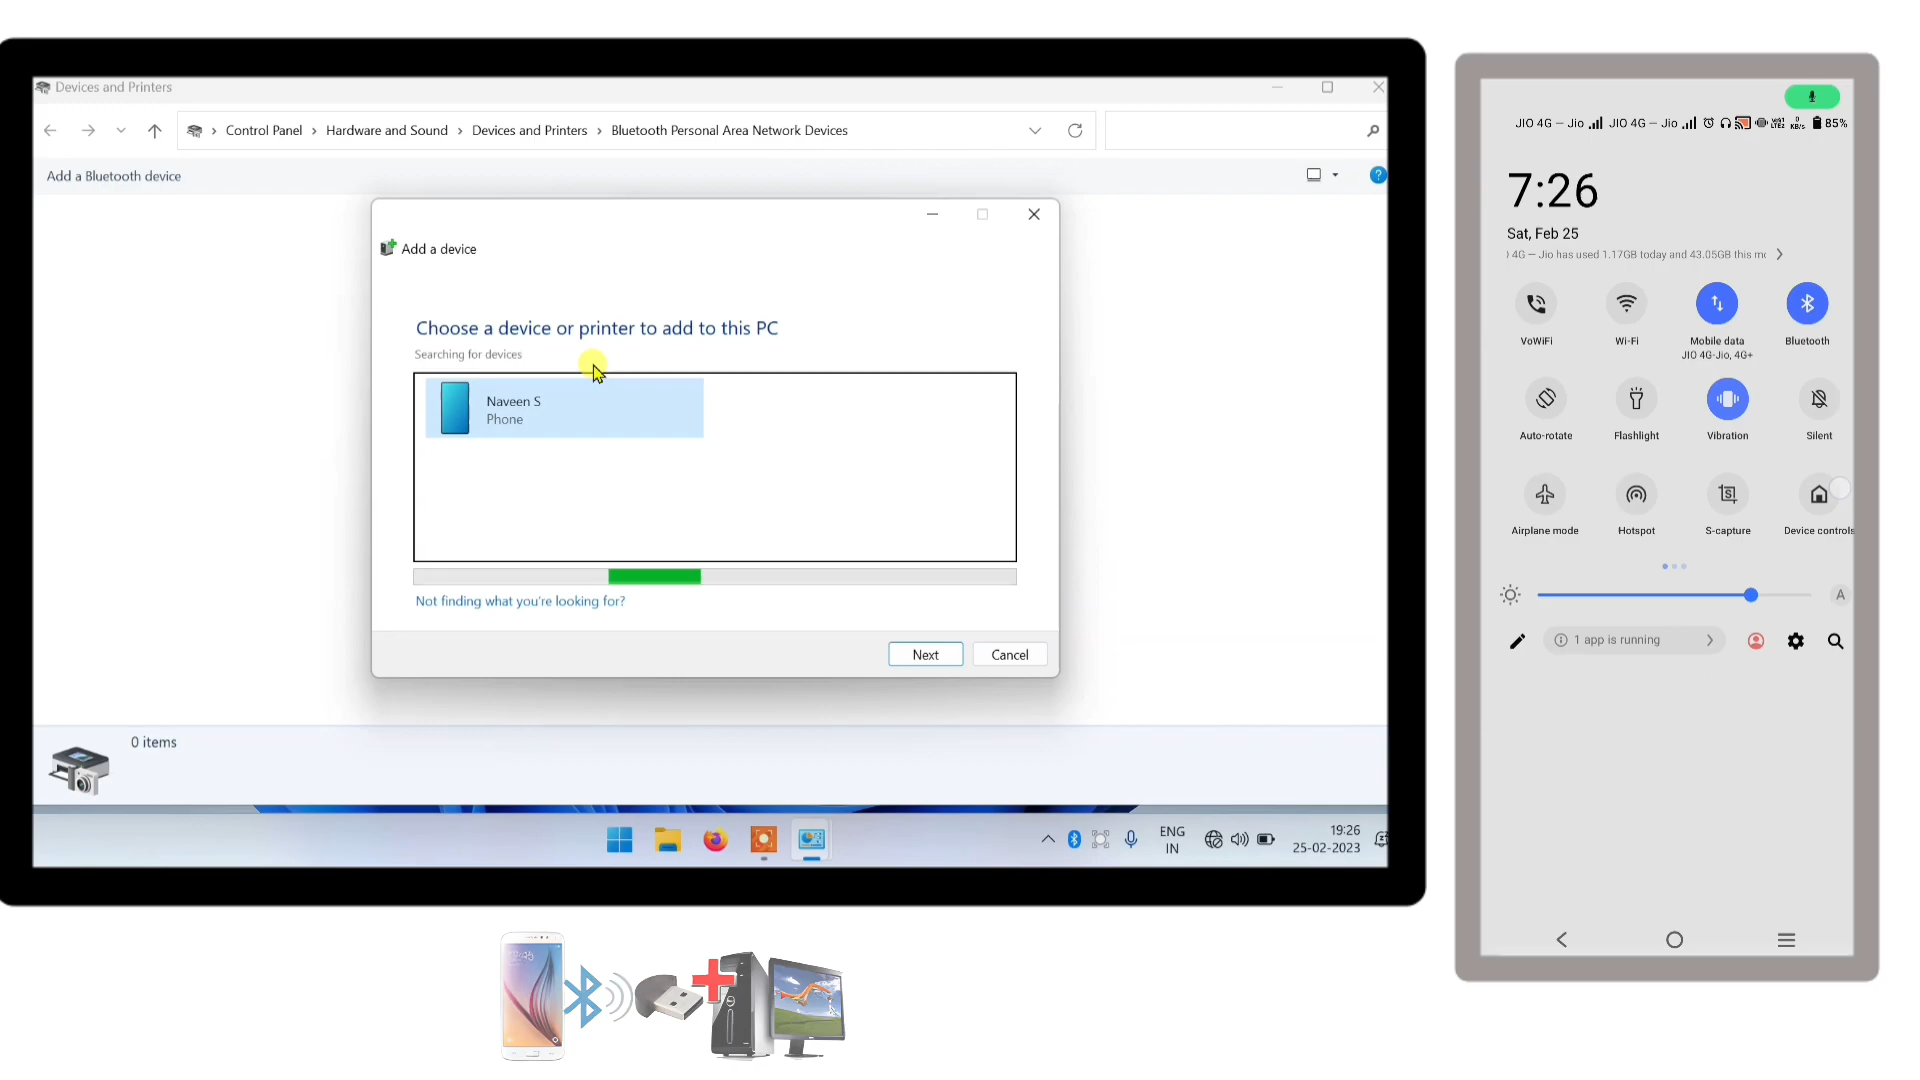 Devices and Printers
Control Panel > Hardware and Sound > Devices and Printers > Bluetooth Personal Area Network Devices
Add a Bluetooth device
?
Add a device
Choose a device or printer to add to this PC
Searching for devices
Naveen S
Phone
Not finding what you're looking for?
Next
Cancel
0 items
ENG
IN
19:26
25-02-2023
JIO 4G — Jio JIO 4G — Jio 0 KB/s 85%
7:26
Sat, Feb 25
4G — Jio has used 1.17GB today and 43.05GB this mo
VoWiFi
Wi-Fi
Mobile data
JIO 4G-Jio, 4G+
Bluetooth
Auto-rotate
Flashlight
Vibration
Silent
S
Airplane mode
Hotspot
S-capture
Device controls
A
1 app is running